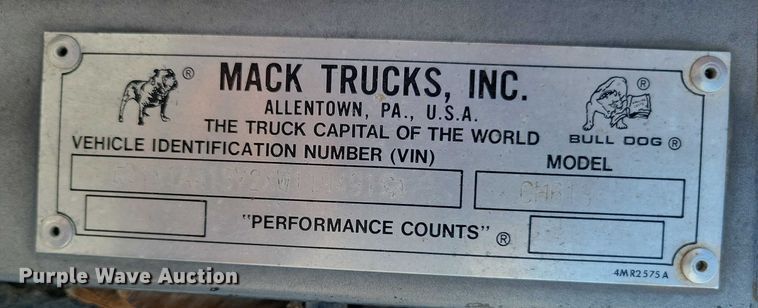 ® MACK TRUCKS, INC. ®
ALLENTOWN, PA., U.S.A.
THE TRUCK CAPITAL OF THE WORLD
BULL DOG ®
VEHICLE IDENTIFICATION NUMBER (VIN)
MODEL
"PERFORMANCE COUNTS" ®
4MR2575A
Purple Wave Auction